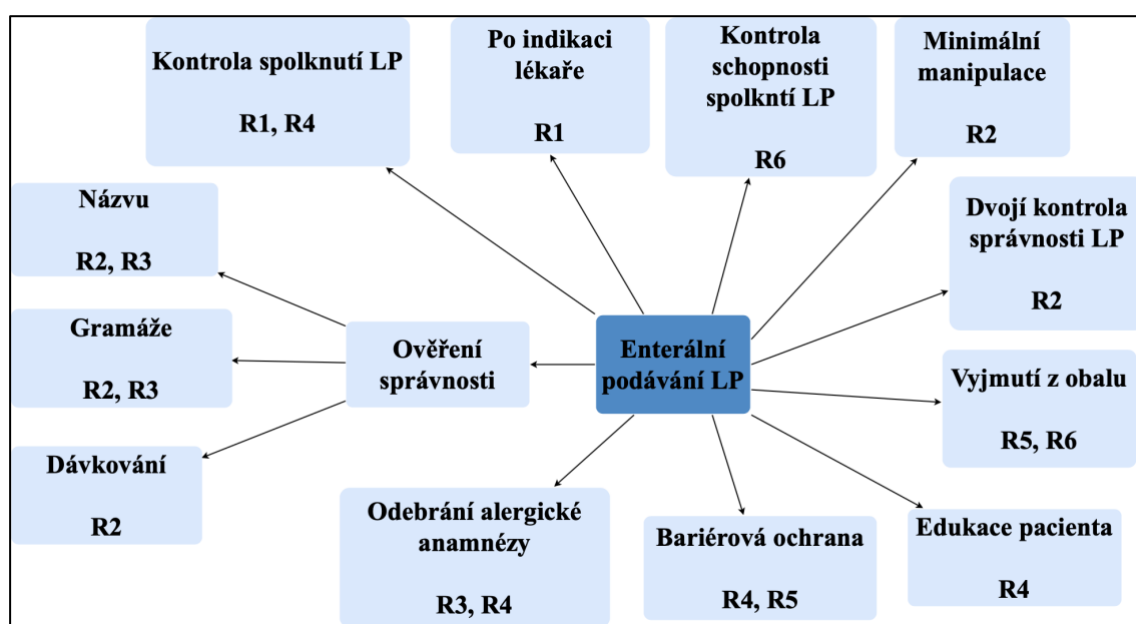 Kontrola spolknutí LP
R1, R4
Po indikaci
lékaře
R1
Kontrola
schopnosti
spolkntí LP
R6
Minimální
manipulace
R2
Názvu
R2, R3
Dvojí kontrola
správnosti LP
R2
Gramáže
R2, R3
Ověření
správnosti
Enterální
podávání LP
Vyjmutí z obalu
R5, R6
Dávkování
R2
Odebrání alergické
anamnézy
R3, R4
Bariérová ochrana
R4, R5
Edukace pacienta
R4